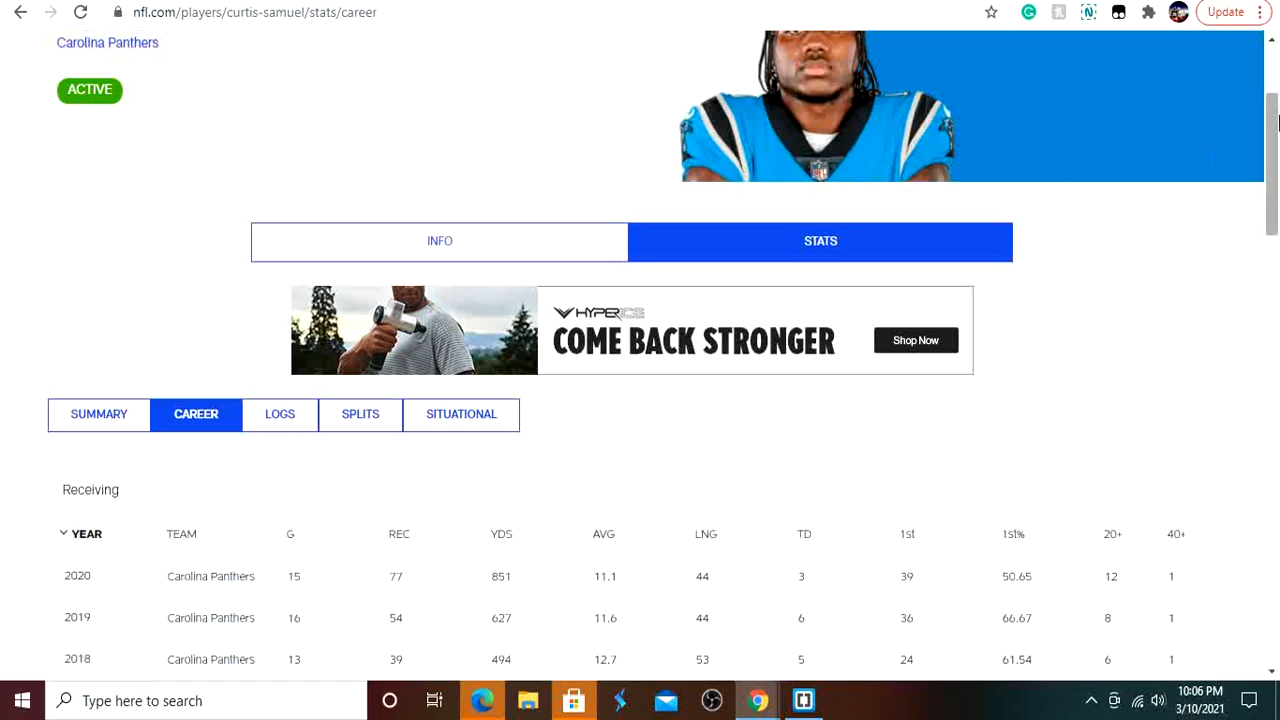 nfl.com/players/curtis-samuel/stats/career
Update
Carolina Panthers
ACTIVE
NFL
INFO
STATS
HYPERICE
COME BACK STRONGER
Shop Now
SUMMARY
CAREER
LOGS
SPLITS
SITUATIONAL
Receiving
YEAR TEAM G REC YDS AVG LNG TD 1st 1st% 20+ 40+
2020 Carolina Panthers 15 77 851 11.1 44 3 39 50.65 12 1
2019 Carolina Panthers 16 54 627 11.6 44 6 36 66.67 8 1
2018 Carolina Panthers 13 39 494 12.7 53 5 24 61.54 6 1
Type here to search
10:06 PM
3/10/2021